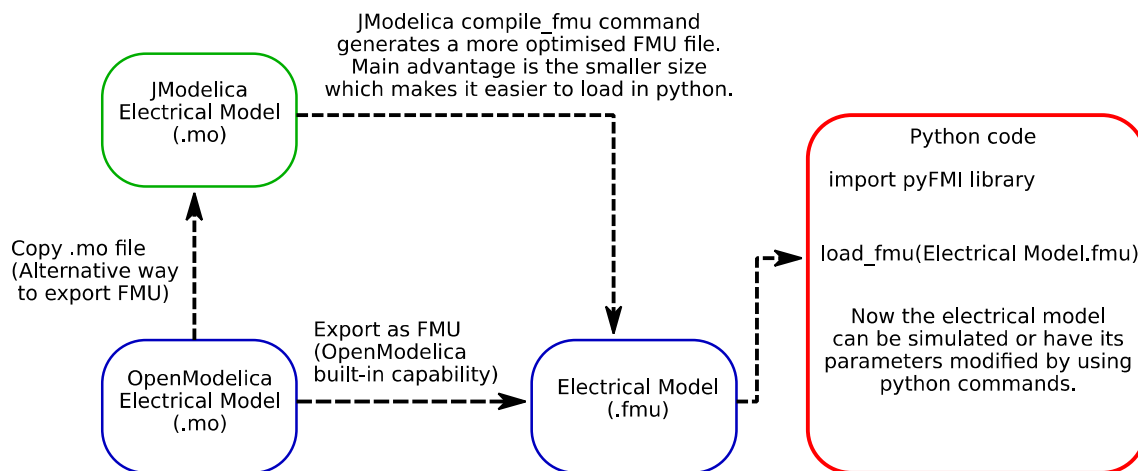 JModelica compile_fmu command
generates a more optimised FMU file.
Main advantage is the smaller size
which makes it easier to load in python.
JModelica
Electrical Model
(.mo)
Python code
import pyFMI library
load_fmu(Electrical Model.fmu)
Now the electrical model
can be simulated or have its
parameters modified by using
python commands.
Copy .mo file
(Alternative way
to export FMU)
Export as FMU
(OpenModelica
built-in capability)
OpenModelica
Electrical Model
(.mo)
Electrical Model
(.fmu)